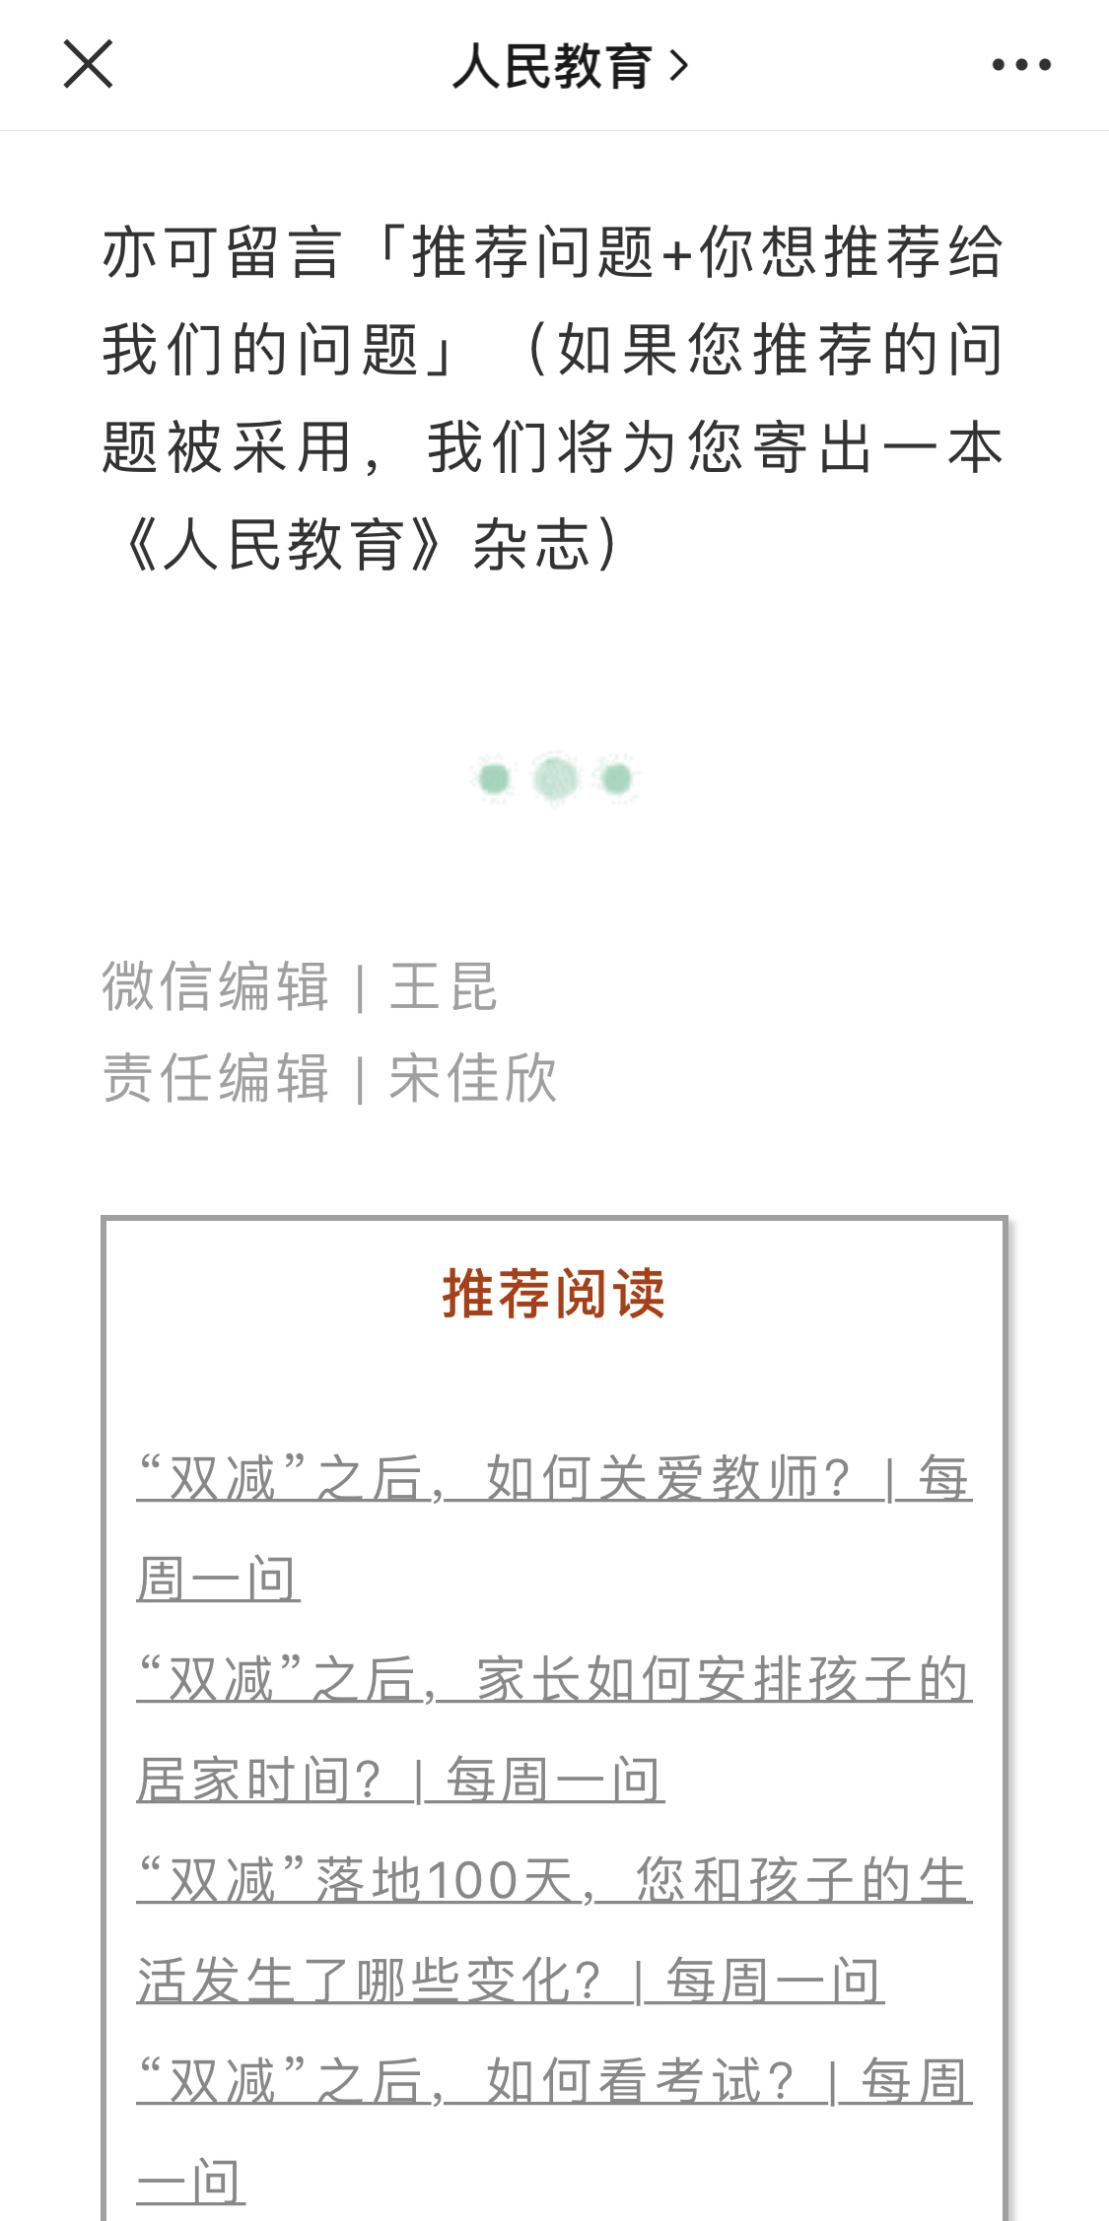 人民教育
亦可留言「推荐问题+你想推荐给
我们的问题」（如果您推荐的问
题被采用，我们将为您寄出一本
《人民教育》杂志）
微信编辑 | 王昆
责任编辑 | 宋佳欣
推荐阅读
“双减”之后，如何关爱教师？ | 每
周一问
“双减”之后，家长如何安排孩子的
居家时间？ | 每周一问
“双减”落地100天，您和孩子的生
活发生了哪些变化？ | 每周一问
“双减”之后，如何看考试？ | 每周
一问